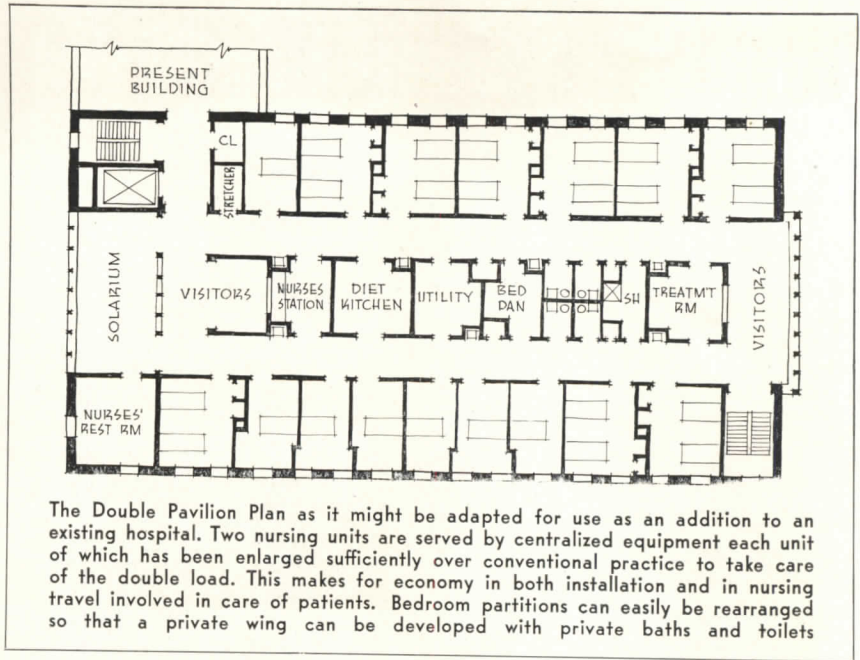 PRESENT
BUILDING
CL
STRETCHER
SOLARIUM
VISITORS
NURSES
STATION
DIET
KITCHEN
UTILITY
BED
DAN
SH
TREATM'T
RM
VISITORS
NURSES'
REST RM
The Double Pavilion Plan as it might be adapted for use as an addition to an
existing hospital. Two nursing units are served by centralized equipment each unit
of which has been enlarged sufficiently over conventional practice to take care
of the double load. This makes for economy in both installation and in nursing
travel involved in care of patients. Bedroom partitions can easily be rearranged
so that a private wing can be developed with private baths and toilets